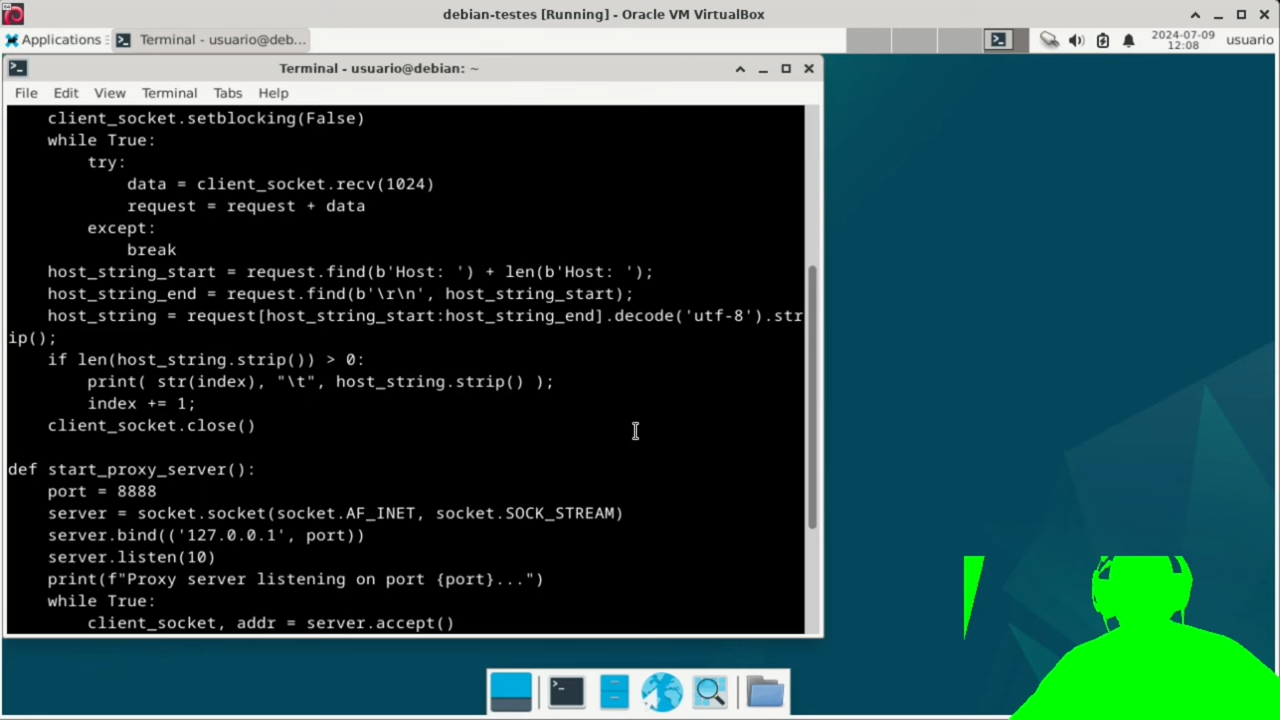 debian-testes [Running] - Oracle VM VirtualBox
Applications
Terminal - usuario@deb...
2024-07-09
12:08
usuario
Terminal - usuario@debian: ~
File Edit View Terminal Tabs Help
    client_socket.setblocking(False)
    while True:
        try:
            data = client_socket.recv(1024)
            request = request + data
        except:
            break
    host_string_start = request.find(b'Host: ') + len(b'Host: ');
    host_string_end = request.find(b'\r\n', host_string_start);
    host_string = request[host_string_start:host_string_end].decode('utf-8').str
ip();
    if len(host_string.strip()) > 0:
        print( str(index), "\t", host_string.strip() );
        index += 1;
    client_socket.close()

def start_proxy_server():
    port = 8888
    server = socket.socket(socket.AF_INET, socket.SOCK_STREAM)
    server.bind(('127.0.0.1', port))
    server.listen(10)
    print(f"Proxy server listening on port {port}...")
    while True:
        client_socket, addr = server.accept()